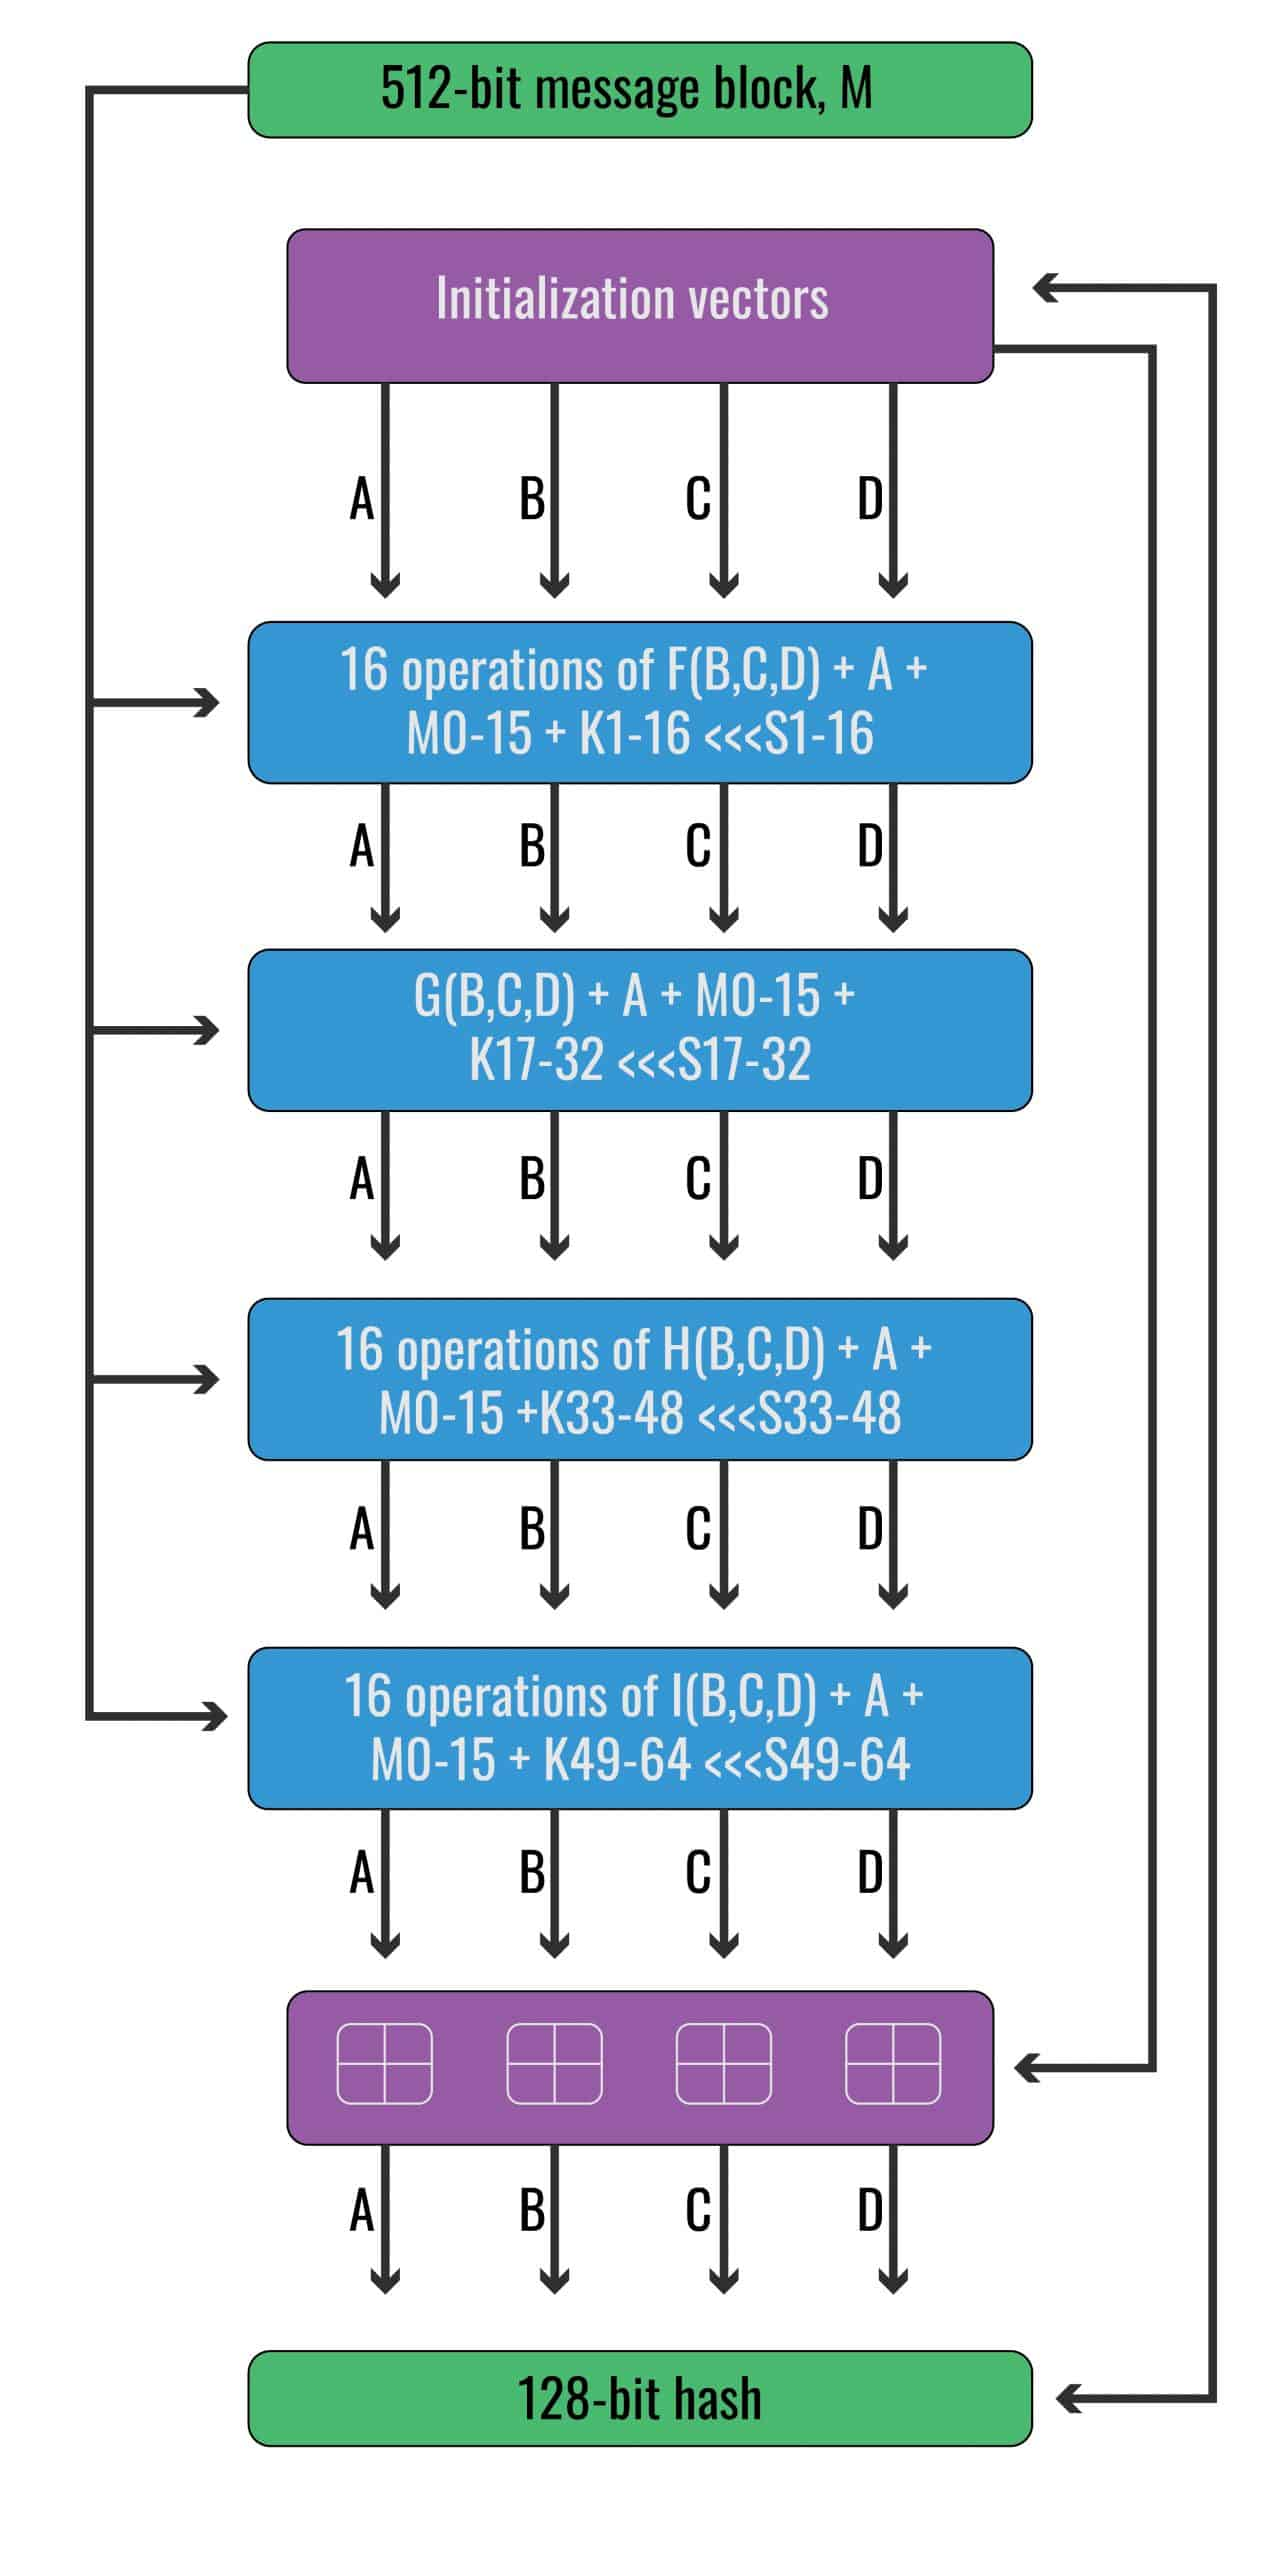 512-bit message block, M
Initialization vectors
A B C D
16 operations of F(B,C,D) + A +
M0-15 + K1-16 <<<S1-16
A B C D
G(B,C,D) + A + M0-15 +
K17-32 <<<S17-32
A B C D
16 operations of H(B,C,D) + A +
M0-15 +K33-48 <<<S33-48
A B C D
16 operations of I(B,C,D) + A +
M0-15 + K49-64 <<<S49-64
A B C D
A B C D
128-bit hash